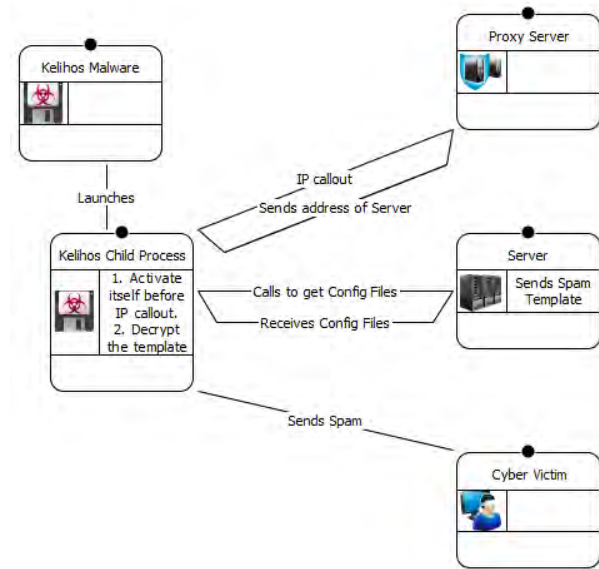 Proxy Server
Kelihos Malware
IP callout
Launches
Sends address of Server
Kelihos Child Process
1. Activate
itself before
IP callout.
2. Decrypt
the template
Server
Sends Spam
Template
Calls to get Config Files
Receives Config Files
Sends Spam
Cyber Victim